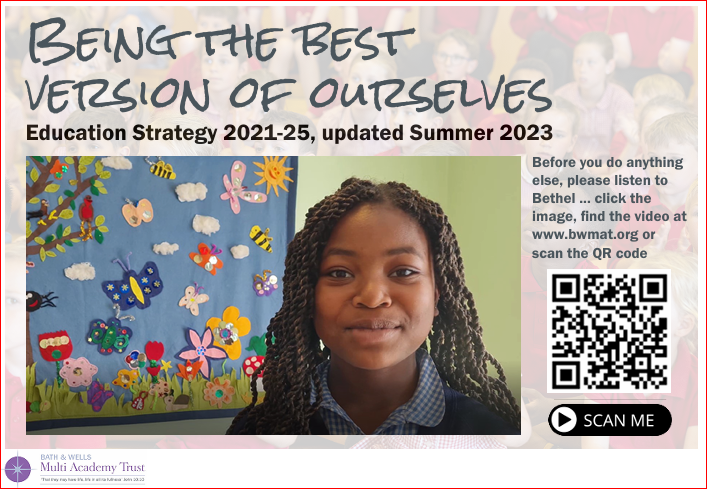 Being the best
version of ourselves
Education Strategy 2021-25, updated Summer 2023
Before you do anything
else, please listen to
Bethel ... click the
image, find the video at
www.bwmat.org or
scan the QR code
SCAN ME
BATH & WELLS
Multi Academy Trust
"That they may have life, life in all its fullness" John 10:10